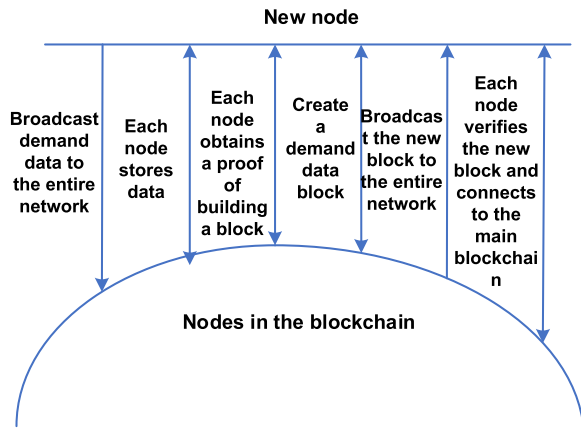 New node
Broadcast
demand
data to
the entire
network
Each
node
stores
data
Each
node
obtains
a proof
of
building
a block
Create
a
demand
data
block
Broadcas
t the new
block to
the entire
network
Each
node
verifies
the new
block and
connects
to the
main
blockchai
n
Nodes in the blockchain